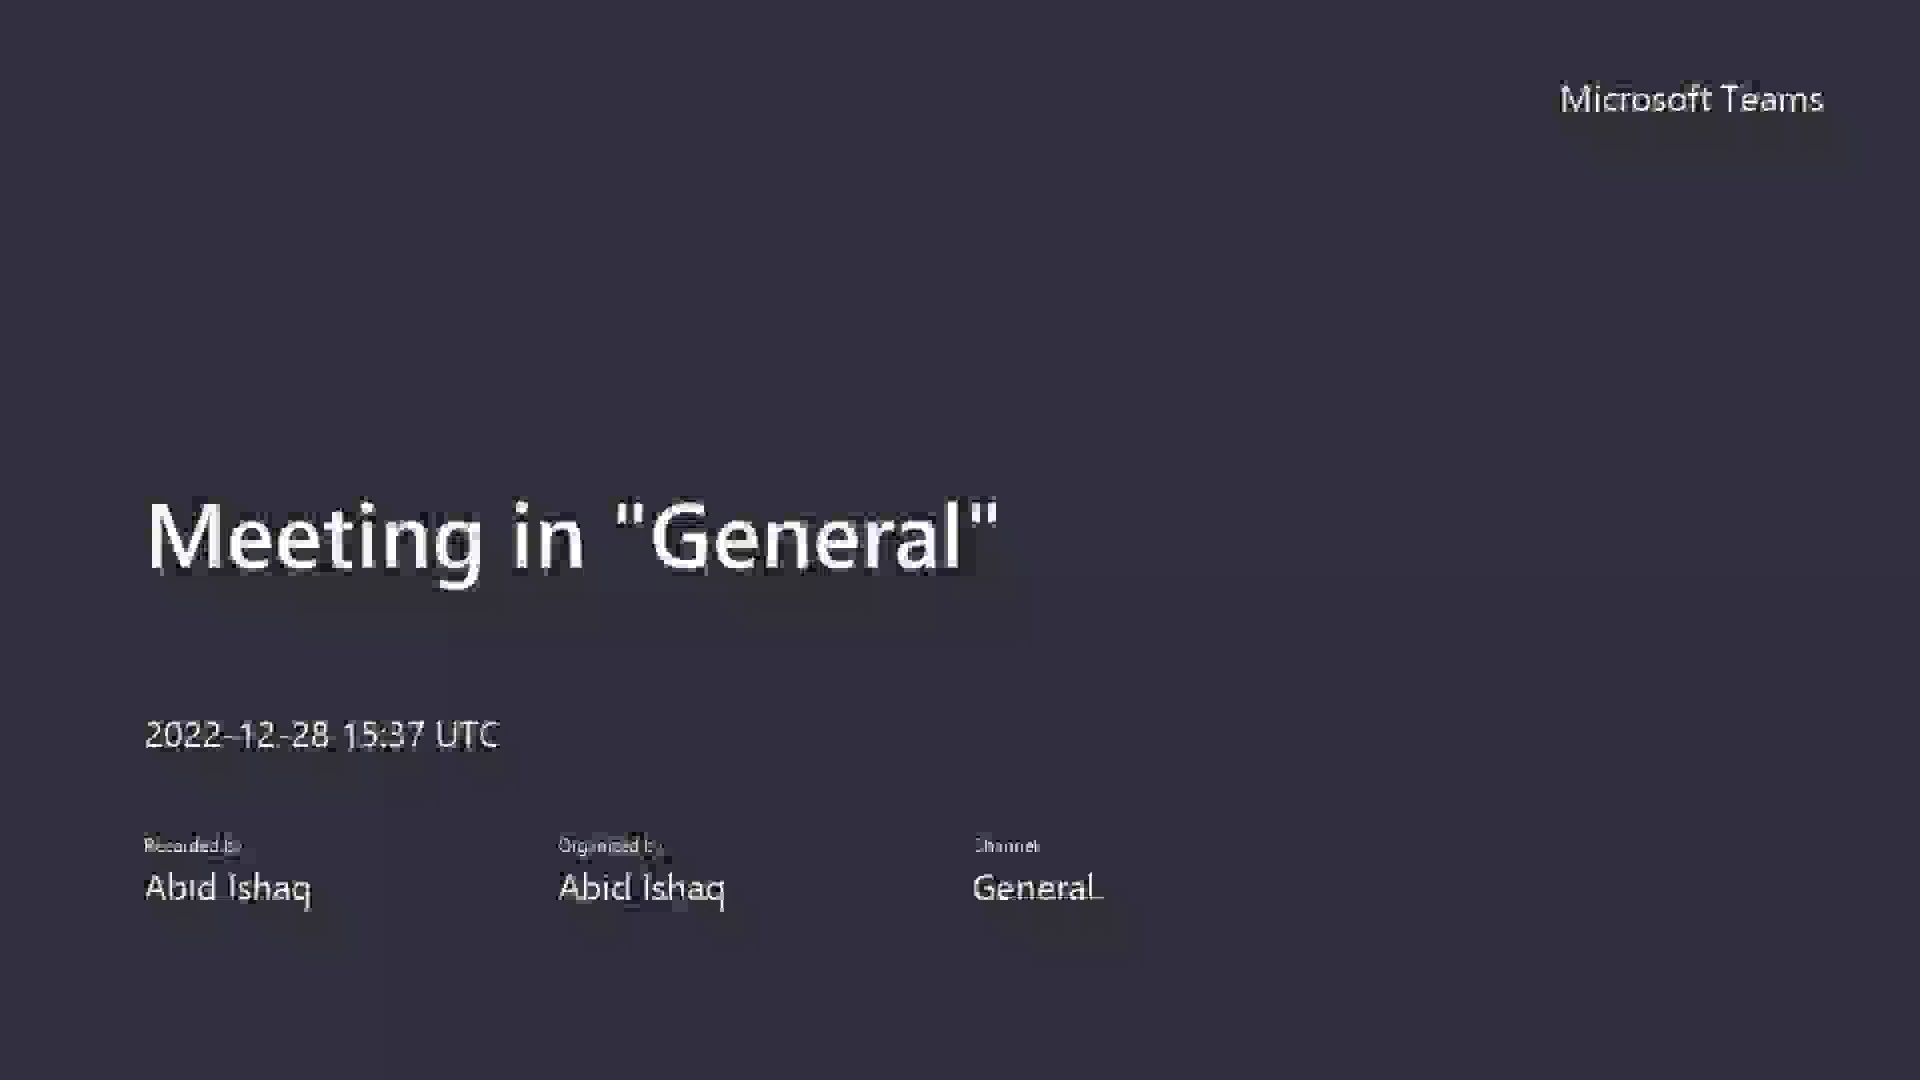 Microsoft Teams
Meeting in "General"
2022-12-28 15:37 UTC
Recorded by
Organized by
Channel
Abid Ishaq
Abid Ishaq
General